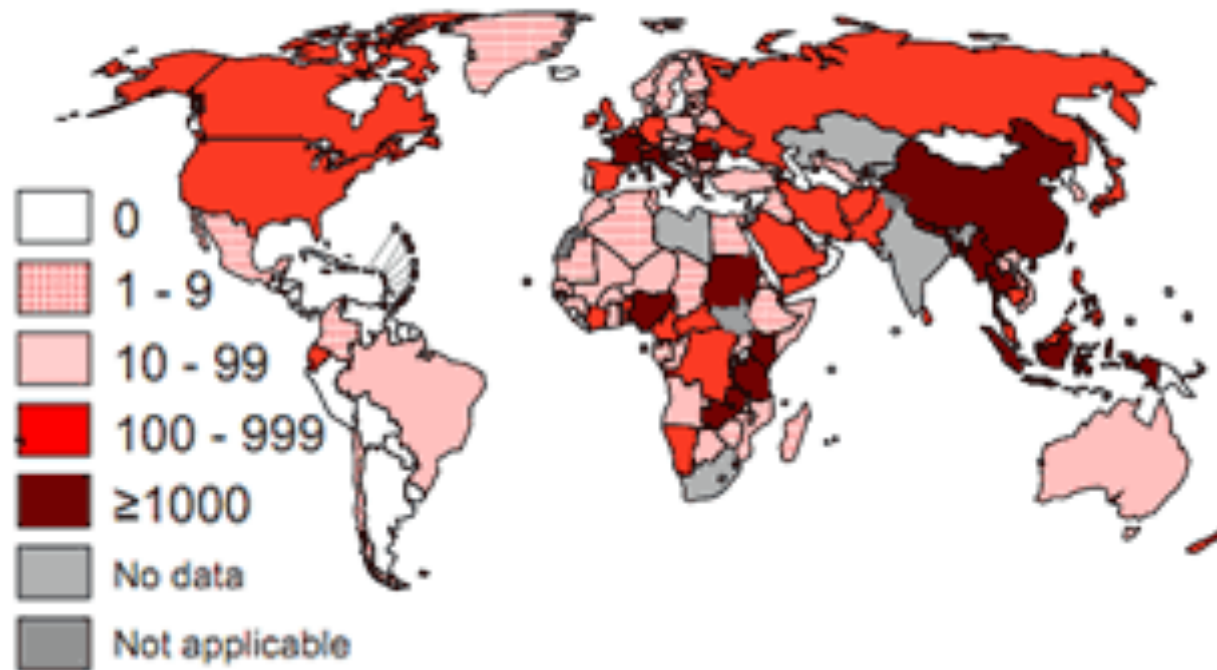 0
1 - 9
10 - 99
100 - 999
≥1000
No data
Not applicable